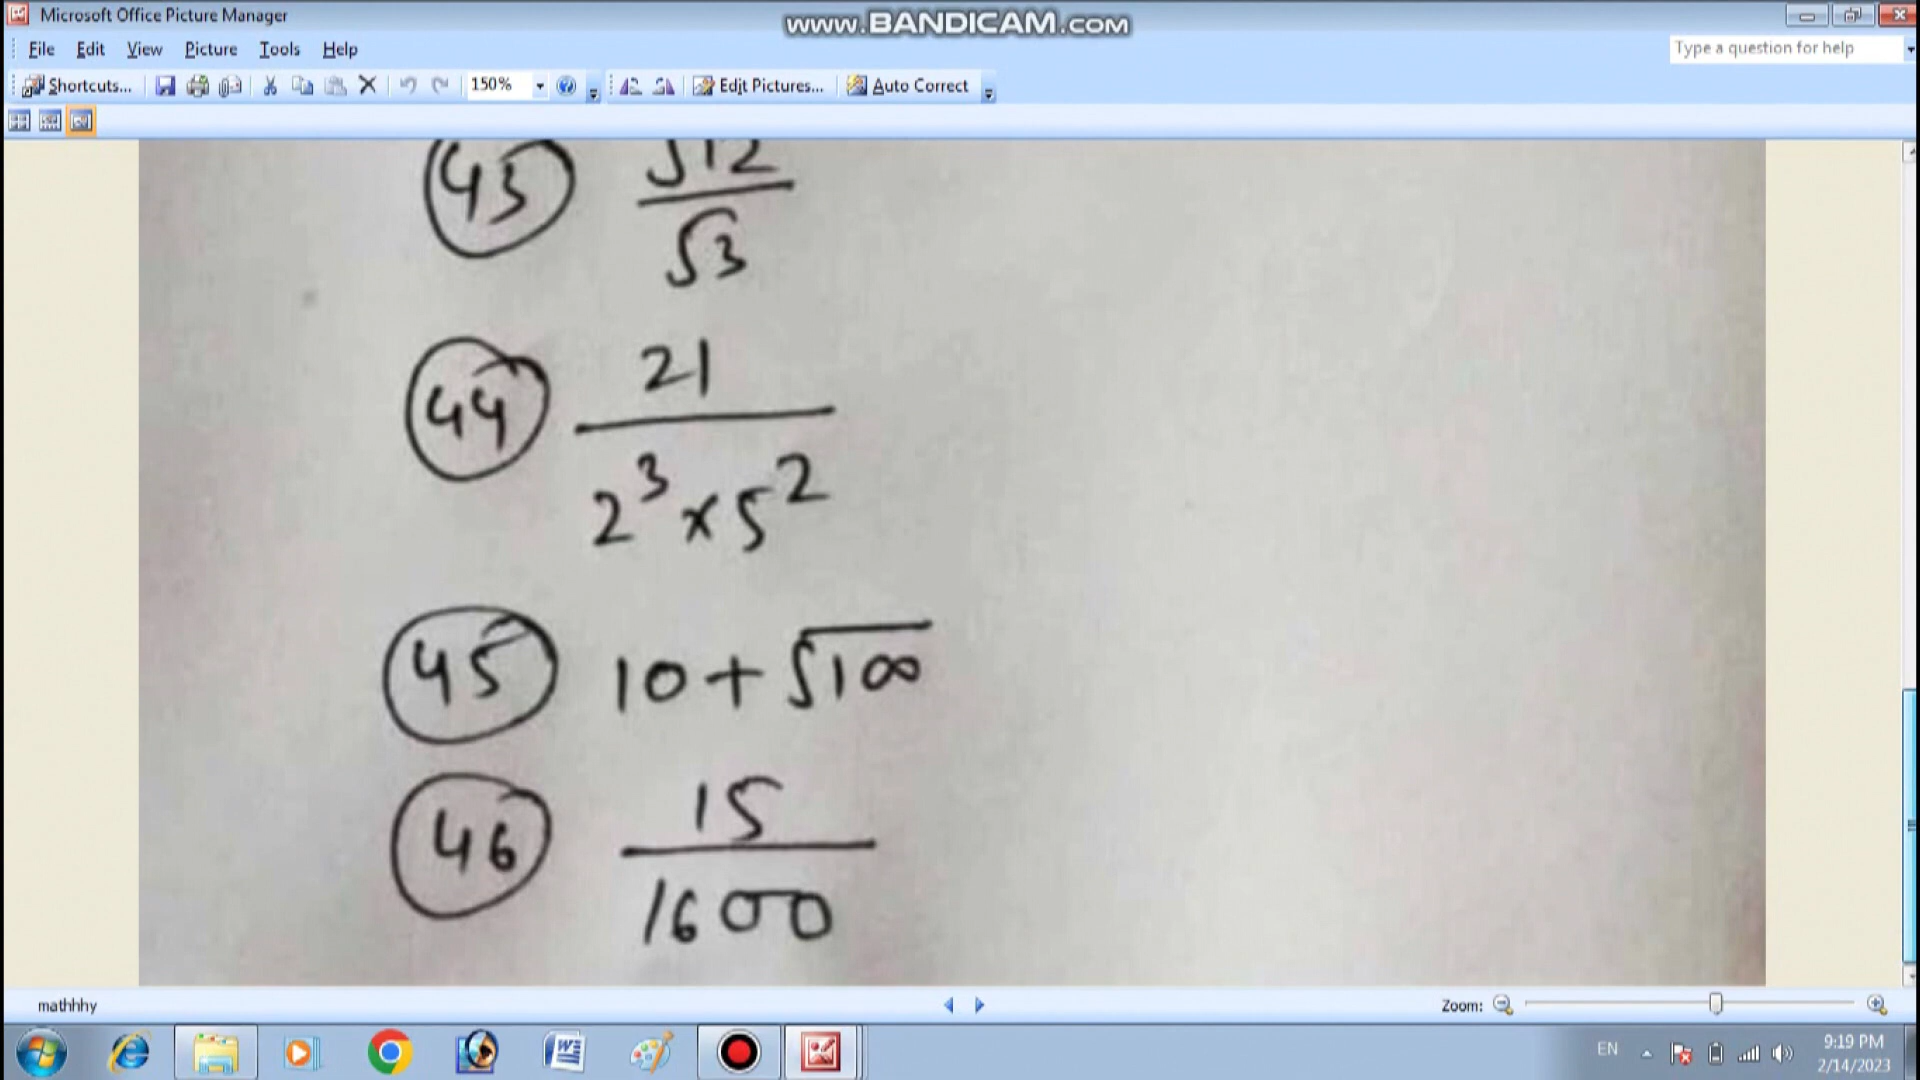 Microsoft Office Picture Manager
www.BANDICAM.com
File Edit View Picture Tools Help
Type a question for help
Shortcuts... 150% Edit Pictures... Auto Correct
43 √12/√3
44 21/(2³×5²)
45 10+√100
46 15/1600
mathhhy
Zoom:
EN
9:19 PM
2/14/2023